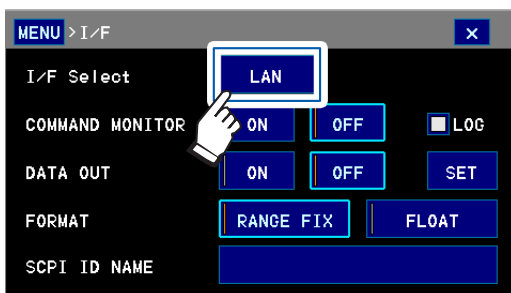 MENU > I/F ×
I/F Select LAN
COMMAND MONITOR ON OFF LOG
DATA OUT ON OFF SET
FORMAT RANGE FIX FLOAT
SCPI ID NAME